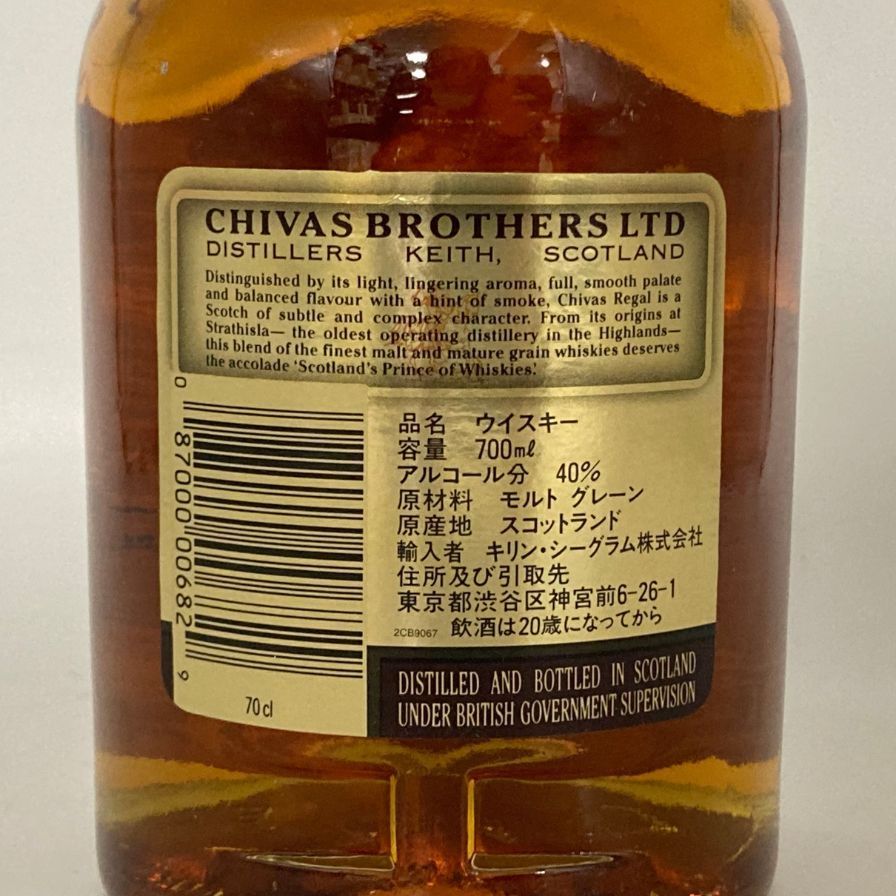 CHIVAS BROTHERS LTD
DISTILLERS KEITH, SCOTLAND
Distinguished by its light, lingering aroma, full, smooth palate
and balanced flavour with a hint of smoke, Chivas Regal is a
Scotch of subtle and complex character. From its origins at
Strathisla— the oldest operating distillery in the Highlands—
this blend of the finest malt and mature grain whiskies deserves
the accolade ‘Scotland's Prince of Whiskies’.
0 87000 00682 9
70 cl
品名 ウイスキー
容量 700mℓ
アルコール分 40%
原材料 モルト グレーン
原産地 スコットランド
輸入者 キリン・シーグラム株式会社
住所及び引取先
東京都渋谷区神宮前6-26-1
2CB9067 飲酒は20歳になってから
DISTILLED AND BOTTLED IN SCOTLAND
UNDER BRITISH GOVERNMENT SUPERVISION